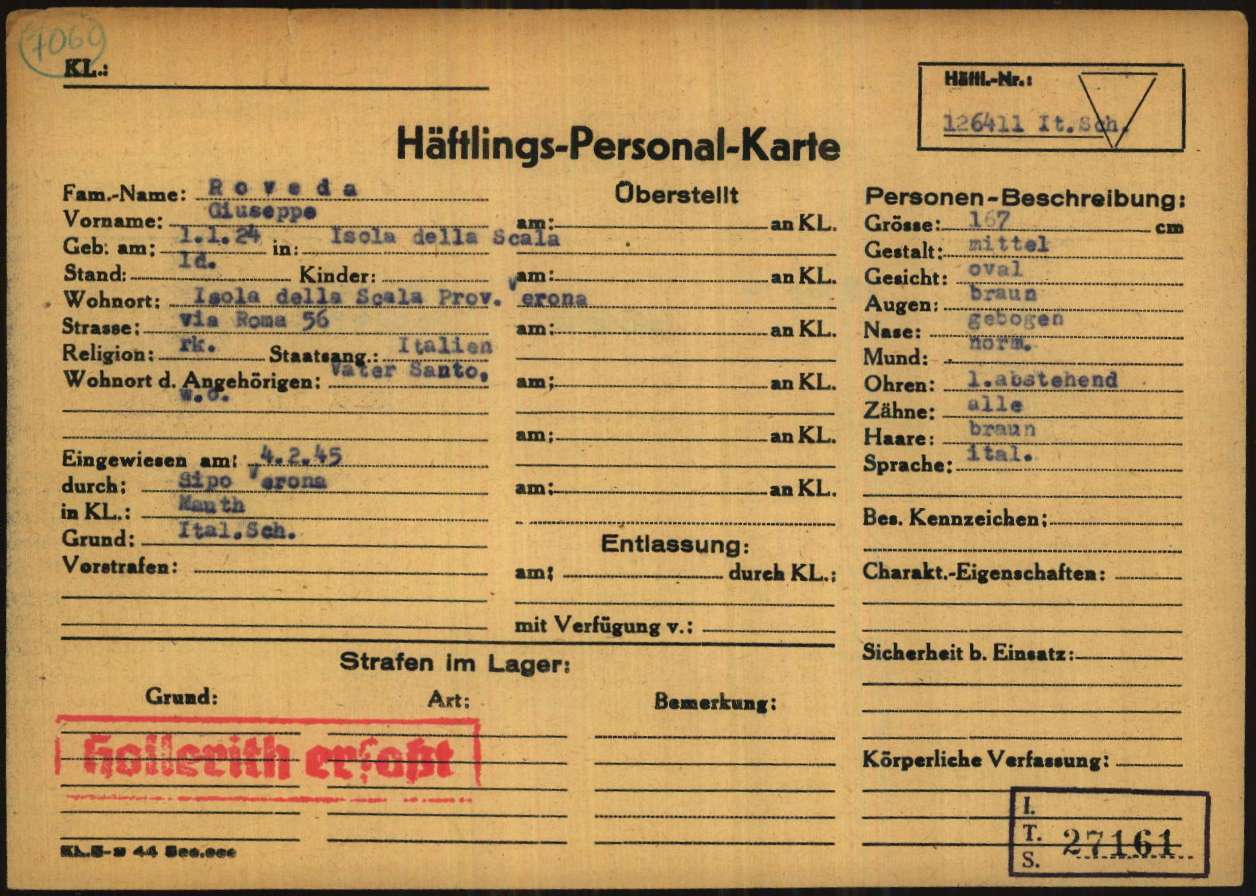 7069
KL.:
Häftl.-Nr.:
126411 It.Sch.
Häftlings-Personal-Karte
Fam.-Name: Roveda
Vorname: Giuseppe
Geb. am: 1.1.24 in: Isola della Scala
Stand: ld. Kinder:
Wohnort: Isola della Scala Prov. Verona
Strasse: via Roma 56
Religion: rk. Staatsang.: Italien
Wohnort d. Angehörigen: Vater Santo,
w.o.
Eingewiesen am: 4.2.45
durch: Sipo Verona
in KL.: Mauth
Grund: Ital.Sch.
Vorstrafen:
Überstellt
am: an KL.
am: an KL.
am: an KL.
am: an KL.
am: an KL.
am: an KL.
Entlassung:
am: durch KL.:
mit Verfügung v.:
Personen-Beschreibung:
Grösse: 167 cm
Gestalt: mittel
Gesicht: oval
Augen: braun
Nase: gebogen
Mund: norm.
Ohren: l.abstehend
Zähne: alle
Haare: braun
Sprache: ital.
Bes. Kennzeichen:
Charakt.-Eigenschaften:
Sicherheit b. Einsatz:
Körperliche Verfassung:
Strafen im Lager:
Grund: Art: Bemerkung:
Hollerith erfaßt
I.
T. 27161
S.